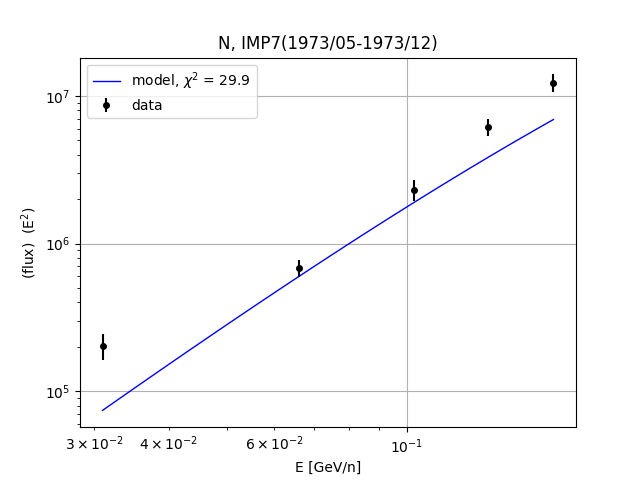 N, IMP7(1973/05-1973/12)
model, χ² = 29.9
data
(flux) (E²)
10⁷
10⁶
10⁵
3 × 10⁻²
4 × 10⁻²
6 × 10⁻²
10⁻¹
E [GeV/n]